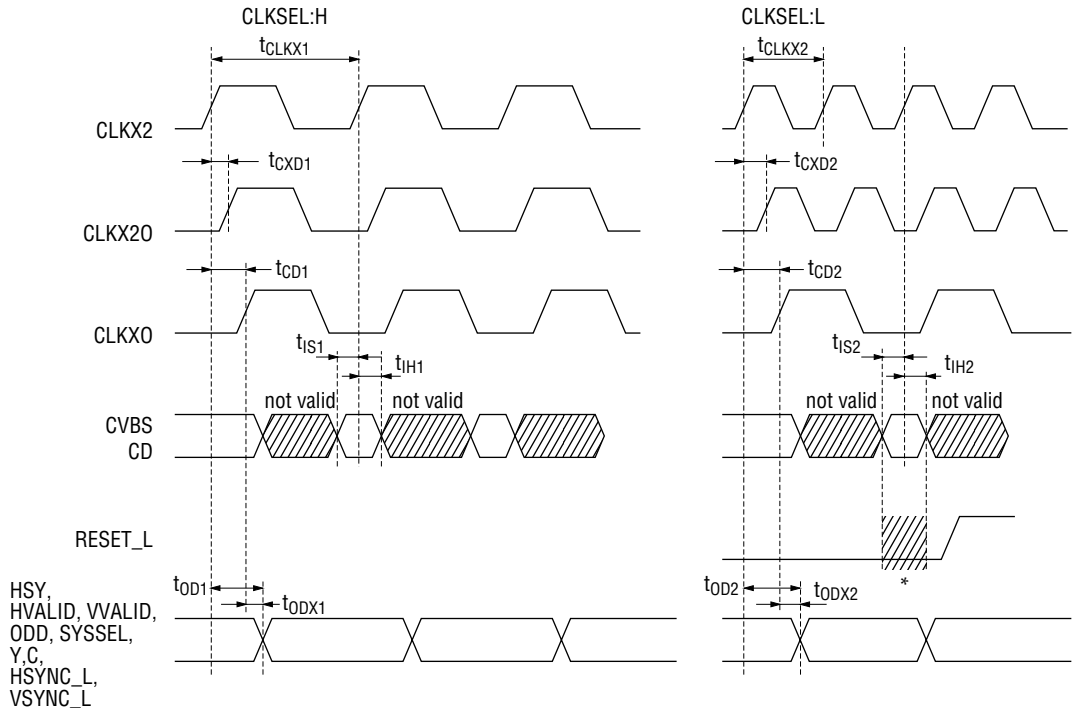 CLKSEL:H CLKSEL:L
tCLKX1 tCLKX2
CLKX2
tCXD1 tCXD2
CLKX2O
tCD1 tCD2
CLKXO
tIS1 tIS2
tIH1 tIH2
not valid not valid not valid not valid
CVBS
CD
RESET_L
*
tOD1 tOD2
tODX1 tODX2
HSY,
HVALID, VVALID,
ODD, SYSSEL,
Y,C,
HSYNC_L,
VSYNC_L